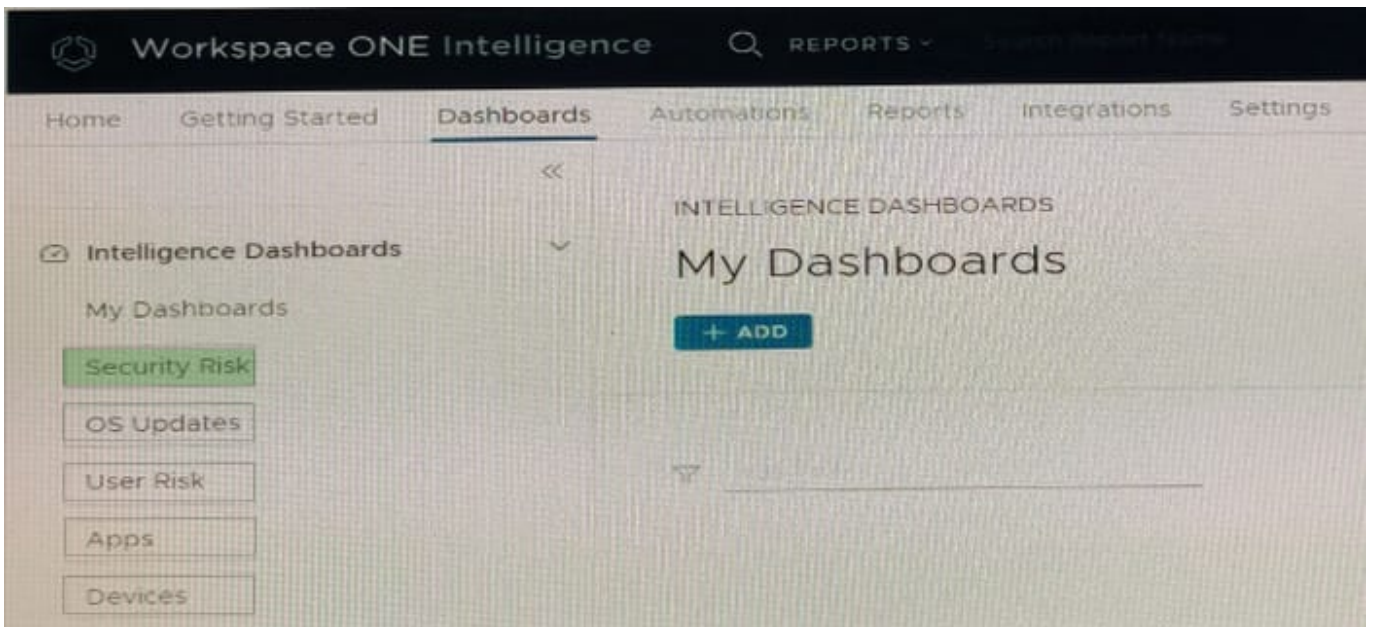 Workspace ONE Intelligence REPORTS
Home Getting Started Dashboards Automations Reports Integrations Settings
INTELLIGENCE DASHBOARDS
My Dashboards
+ ADD
Intelligence Dashboards
My Dashboards
Security Risk
OS Updates
User Risk
Apps
Devices